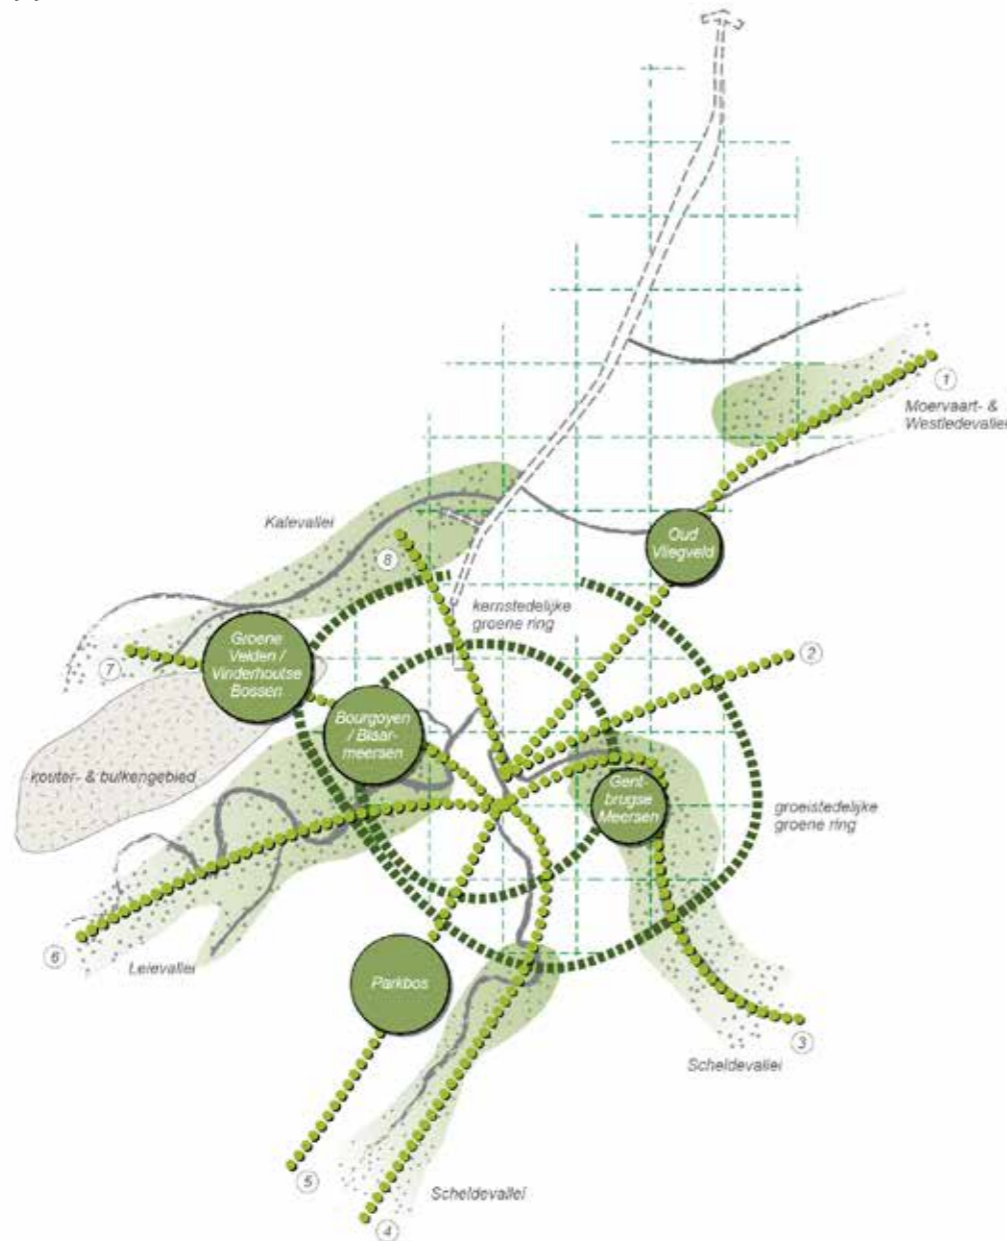 1
Moervaart- &
Westledevallei
Kalevallei
Oud
Vliegveld
8
kernstedelijke
groene ring
Groene
Velden /
Vinderhoutse
Bossen
7
2
Bourgoyen
/ Blaar-
meersen
kouter- & bulkengebied
Gent
brugse
Meersen
groeistedelijke
groene ring
6
Leievallei
Parkbos
3
Scheldevallei
5
Scheldevallei
4